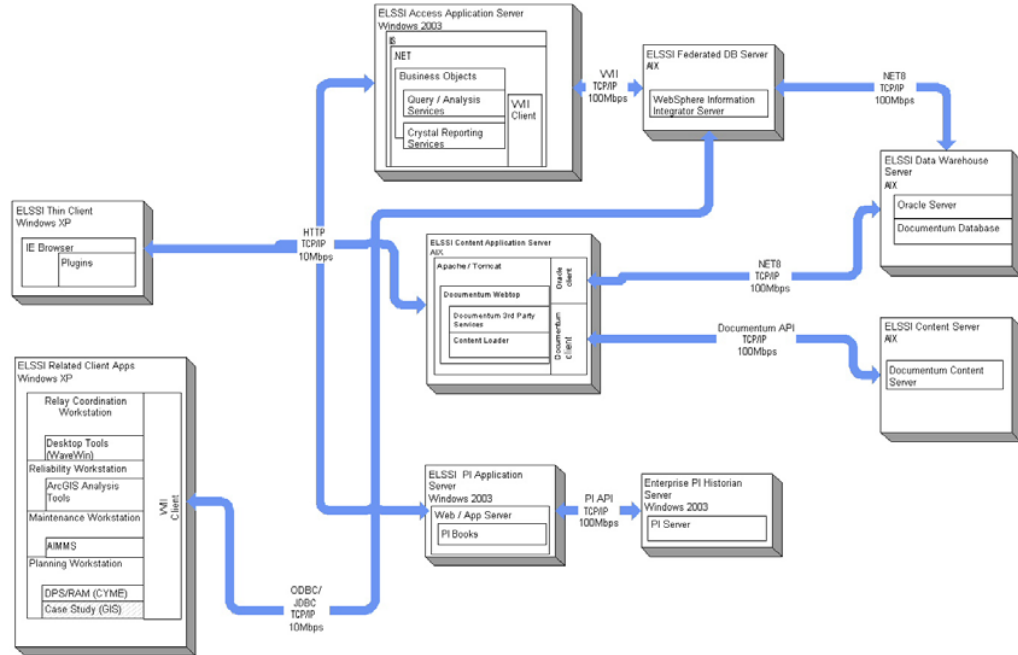 ELSSI Access Application Server
Windows 2003
IIS
.NET
Business Objects
Query / Analysis
Services
Crystal Reporting
Services
WII
Client
WII
TCP/IP
100Mbps
ELSSI Federated DB Server
AIX
WebSphere Information
Integrator Server
NET8
TCP/IP
100Mbps
ELSSI Data Warehouse
Server
AIX
Oracle Server
Documentum Database
ELSSI Thin Client
Windows XP
IE Browser
Plugins
HTTP
TCP/IP
10Mbps
ELSSI Content Application Server
AIX
Apache / Tomcat
Documentum Webtop
Documentum 3rd Party
Services
Content Loader
Oracle
client
Documentum
client
NET8
TCP/IP
100Mbps
Documentum API
TCP/IP
100Mbps
ELSSI Content Server
AIX
Documentum Content
Server
ELSSI Related Client Apps
Windows XP
Relay Coordination
Workstation
Desktop Tools
(WaveWin)
Reliability Workstation
ArcGIS Analysis
Tools
Maintenance Workstation
AIMMS
Planning Workstation
DPS/RAM (CYME)
Case Study (GIS)
WII
Client
ODBC/
JDBC
TCP/IP
10Mbps
ELSSI PI Application
Server
Windows 2003
Web / App Server
PI Books
PI API
TCP/IP
100Mbps
Enterprise PI Historian
Server
Windows 2003
PI Server